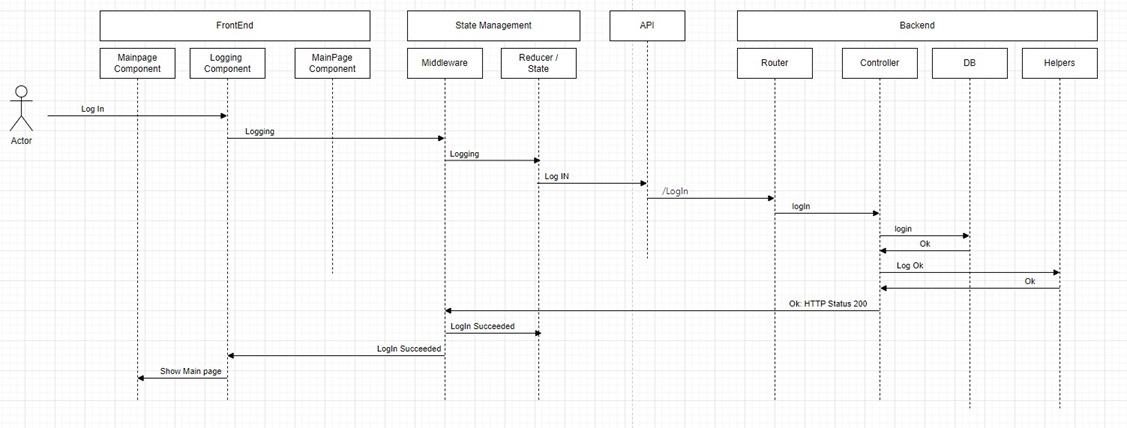 FrontEnd
State Management
API
Backend
Mainpage
Component
Logging
Component
MainPage
Component
Middleware
Reducer /
State
Router
Controller
DB
Helpers
Actor
Log In
Logging
Logging
Log IN
/LogIn
logIn
login
Ok
Log Ok
Ok
Ok: HTTP Status 200
LogIn Succeeded
LogIn Succeeded
Show Main page